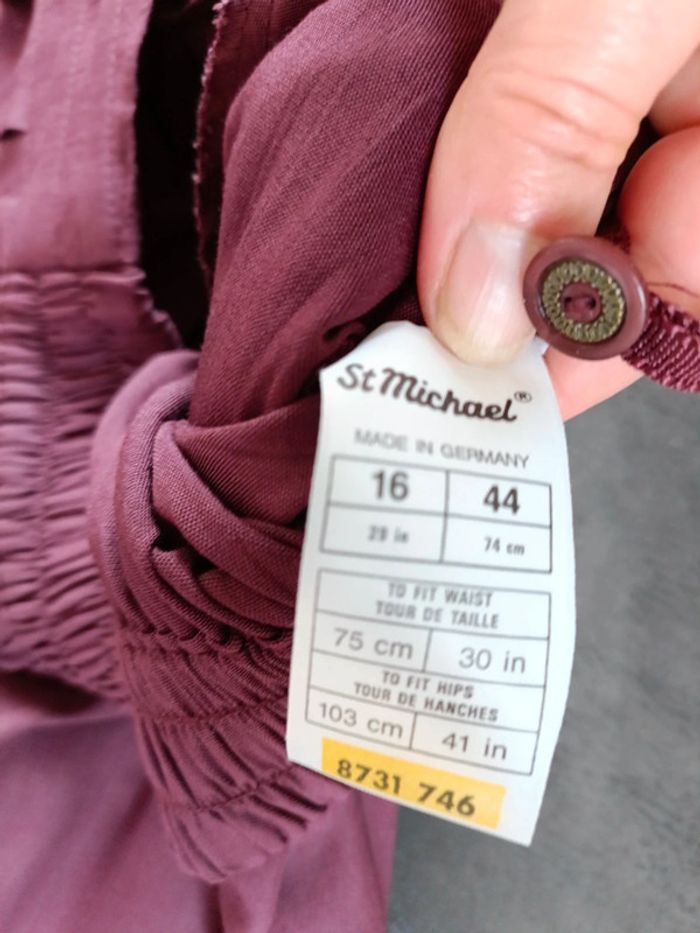 St Michael®
MADE IN GERMANY
16 44
29 in 74 cm
TO FIT WAIST
TOUR DE TAILLE
75 cm 30 in
TO FIT HIPS
TOUR DE HANCHES
103 cm 41 in
8731 746